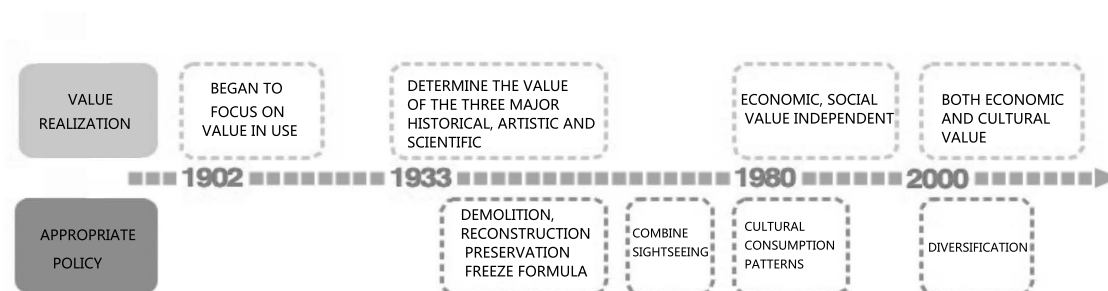 VALUE
REALIZATION
BEGAN TO
FOCUS ON
VALUE IN USE
DETERMINE THE VALUE
OF THE THREE MAJOR
HISTORICAL, ARTISTIC AND
SCIENTIFIC
ECONOMIC, SOCIAL
VALUE INDEPENDENT
BOTH ECONOMIC
AND CULTURAL
VALUE
1902
1933
1980
2000
APPROPRIATE
POLICY
DEMOLITION,
RECONSTRUCTION
PRESERVATION
FREEZE FORMULA
COMBINE
SIGHTSEEING
CULTURAL
CONSUMPTION
PATTERNS
DIVERSIFICATION